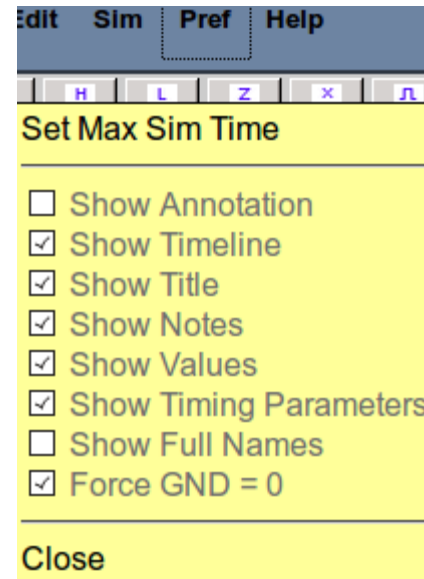 Edit Sim Pref Help
H L Z X
Set Max Sim Time
Show Annotation
Show Timeline
Show Title
Show Notes
Show Values
Show Timing Parameters
Show Full Names
Force GND = 0
Close